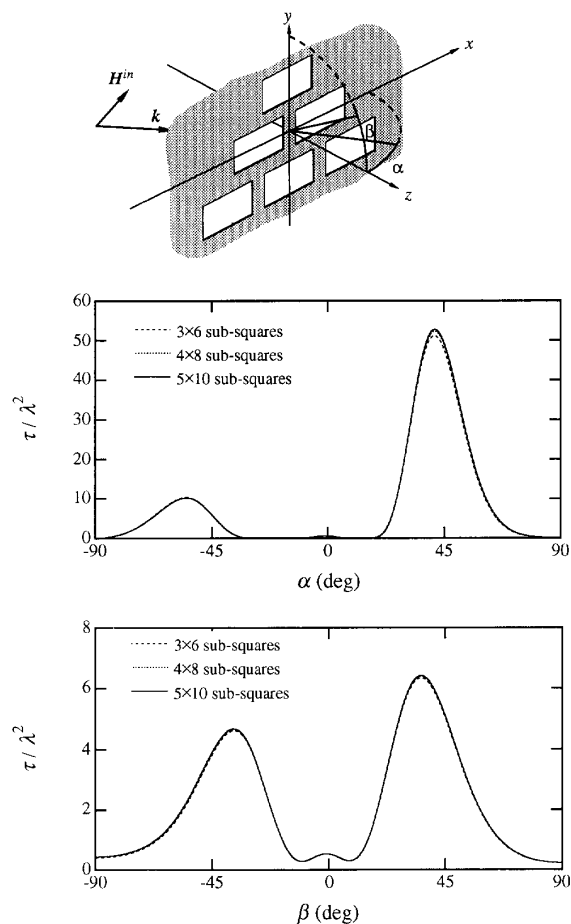 y
x
H^in
k
β
α
z
60
50
40
30
20
10
0
τ / λ²
3×6 sub-squares
4×8 sub-squares
5×10 sub-squares
-90 -45 0 45 90
α (deg)
8
6
4
2
0
τ / λ²
3×6 sub-squares
4×8 sub-squares
5×10 sub-squares
-90 -45 0 45 90
β (deg)